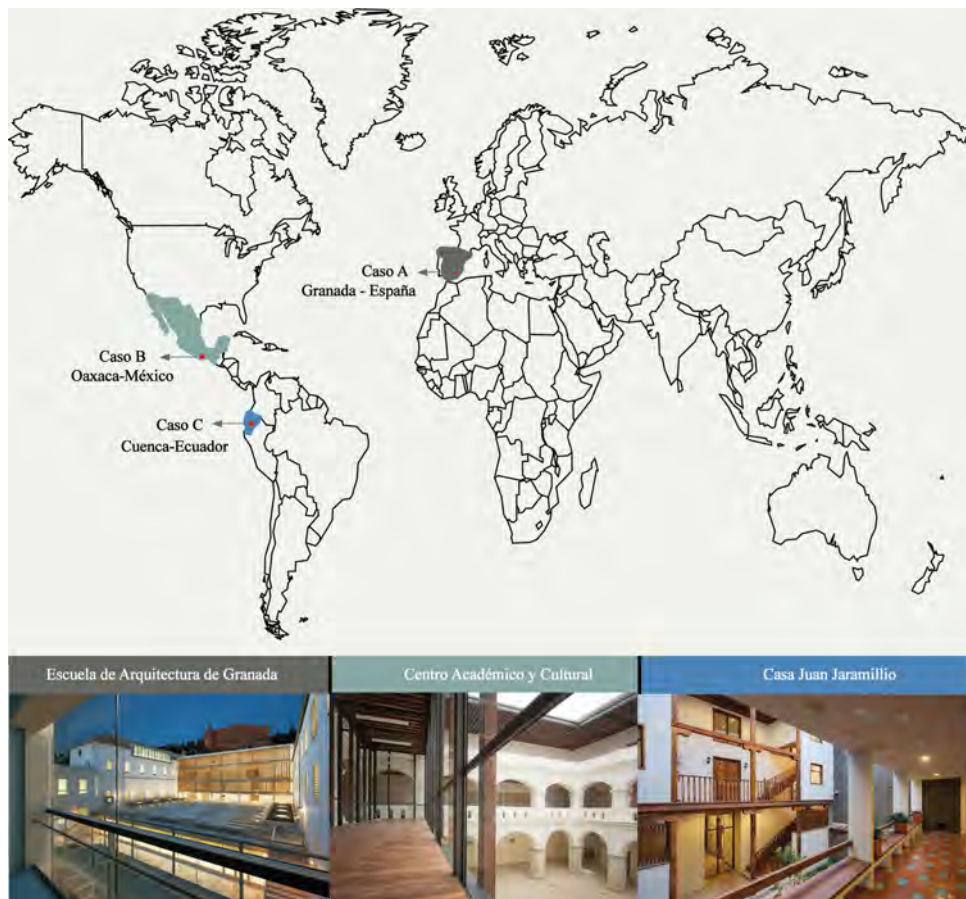 Caso A
Granada - España
Caso B
Oaxaca-México
Caso C
Cuenca-Ecuador
Escuela de Arquitectura de Granada
Centro Académico y Cultural
Casa Juan Jaramillio